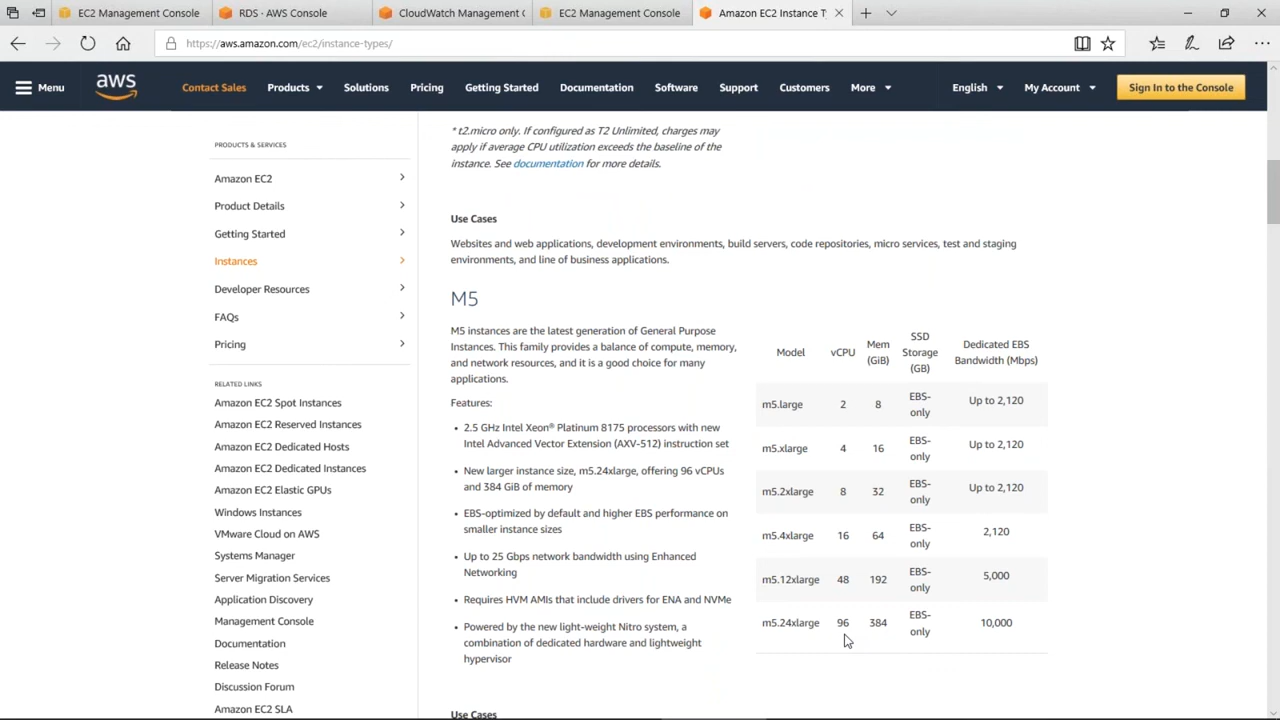 EC2 Management Console
RDS · AWS Console
CloudWatch Management C
EC2 Management Console
Amazon EC2 Instance Ty
https://aws.amazon.com/ec2/instance-types/
Menu
aws
Contact Sales
Products
Solutions
Pricing
Getting Started
Documentation
Software
Support
Customers
More
English
My Account
Sign In to the Console
PRODUCTS & SERVICES
Amazon EC2
Product Details
Getting Started
Instances
Developer Resources
FAQs
Pricing
RELATED LINKS
Amazon EC2 Spot Instances
Amazon EC2 Reserved Instances
Amazon EC2 Dedicated Hosts
Amazon EC2 Dedicated Instances
Amazon EC2 Elastic GPUs
Windows Instances
VMware Cloud on AWS
Systems Manager
Server Migration Services
Application Discovery
Management Console
Documentation
Release Notes
Discussion Forum
Amazon EC2 SLA
* t2.micro only. If configured as T2 Unlimited, charges may
apply if average CPU utilization exceeds the baseline of the
instance. See documentation for more details.
Use Cases
Websites and web applications, development environments, build servers, code repositories, micro services, test and staging
environments, and line of business applications.
M5
M5 instances are the latest generation of General Purpose
Instances. This family provides a balance of compute, memory,
and network resources, and it is a good choice for many
applications.
Features:
• 2.5 GHz Intel Xeon® Platinum 8175 processors with new
Intel Advanced Vector Extension (AXV-512) instruction set
• New larger instance size, m5.24xlarge, offering 96 vCPUs
and 384 GiB of memory
• EBS-optimized by default and higher EBS performance on
smaller instance sizes
• Up to 25 Gbps network bandwidth using Enhanced
Networking
• Requires HVM AMIs that include drivers for ENA and NVMe
• Powered by the new light-weight Nitro system, a
combination of dedicated hardware and lightweight
hypervisor
Model
vCPU
Mem
(GiB)
SSD
Storage
(GB)
Dedicated EBS
Bandwidth (Mbps)
m5.large 2 8 EBS-
only
Up to 2,120
m5.xlarge 4 16 EBS-
only
Up to 2,120
m5.2xlarge 8 32 EBS-
only
Up to 2,120
m5.4xlarge 16 64 EBS-
only
2,120
m5.12xlarge 48 192 EBS-
only
5,000
m5.24xlarge 96 384 EBS-
only
10,000
Use Cases